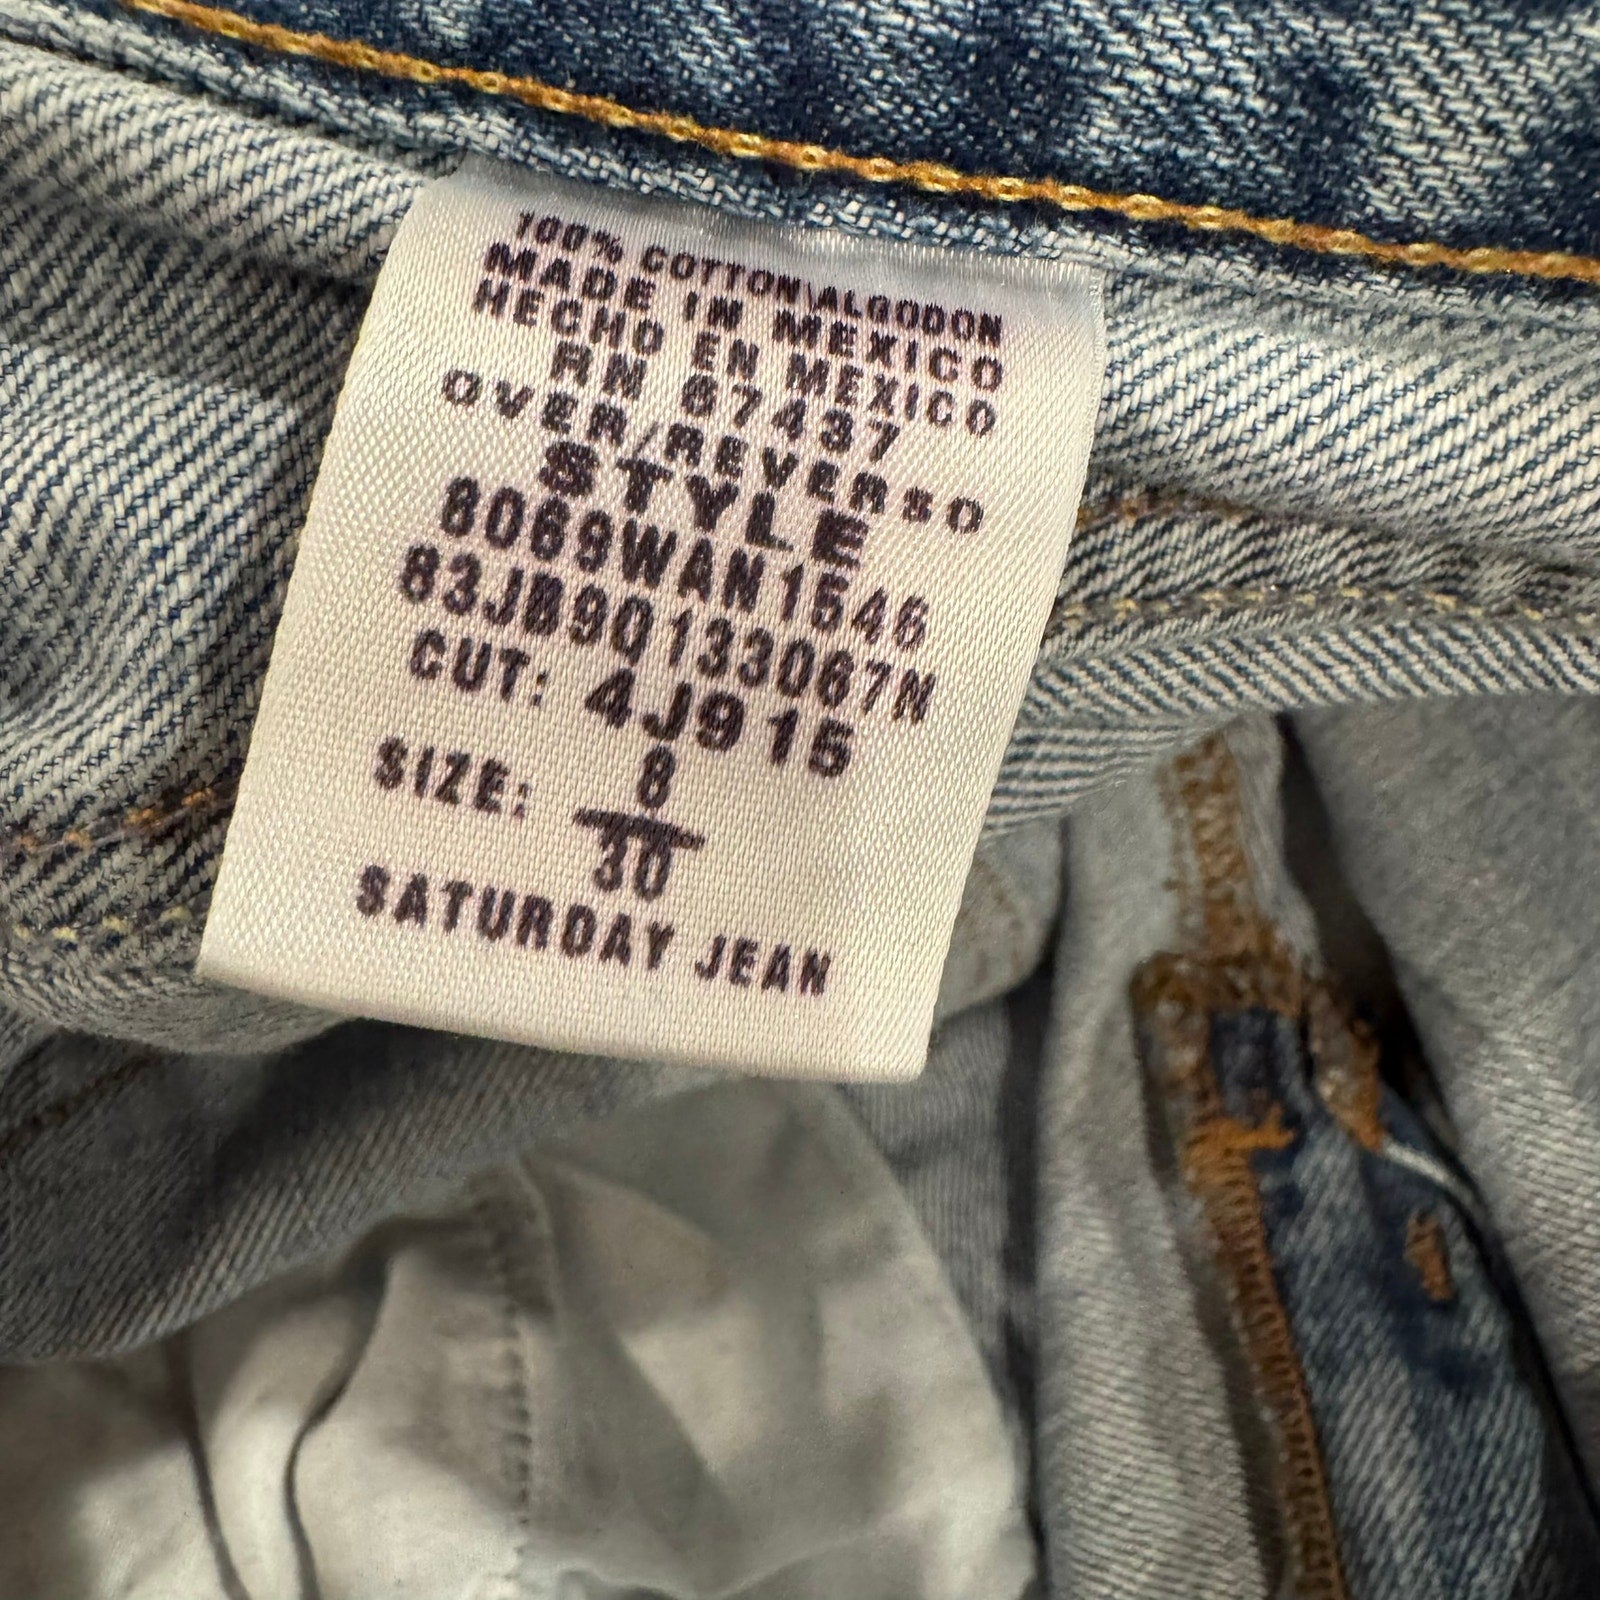 100% COTTON\ALGODON
MADE IN MEXICO
HECHO EN MEXICO
RN 67437
OVER/REVERSO
STYLE
8069WAN1546
83JB90133067N
CUT: 4J915
SIZE: 8
30
SATURDAY JEAN